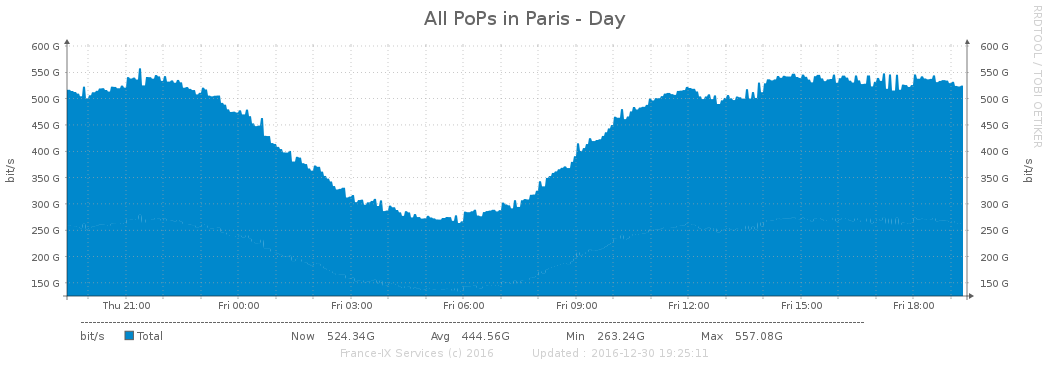 All PoPs in Paris - Day
RRDTOOL / TOBI OETIKER
600 G 600 G
550 G 550 G
500 G 500 G
450 G 450 G
400 G 400 G
350 G 350 G
300 G 300 G
250 G 250 G
200 G 200 G
150 G 150 G
bit/s
bit/s
Thu 21:00 Fri 00:00 Fri 03:00 Fri 06:00 Fri 09:00 Fri 12:00 Fri 15:00 Fri 18:00
bit/s Total Now 524.34G Avg 444.56G Min 263.24G Max 557.08G
France-IX Services (c) 2016 Updated : 2016-12-30 19:25:11